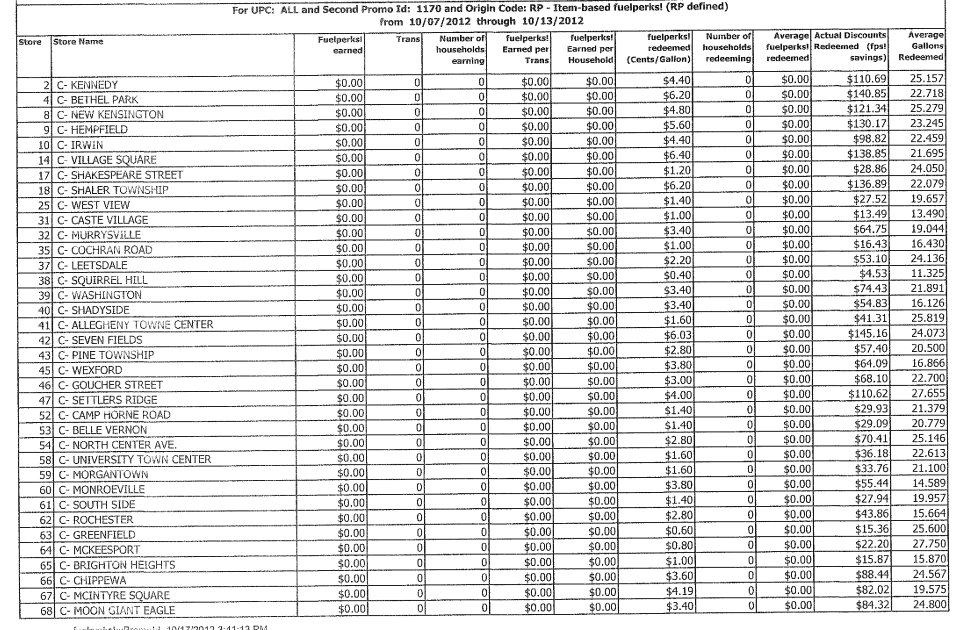 For UPC: ALL and Second Promo Id: 1170 and Origin Code: RP - Item-based fuelperks! (RP defined)
from 10/07/2012 through 10/13/2012
Store Store Name Fuelperks! earned Trans Number of households earning fuelperks! Earned per Trans fuelperks! Earned per Household fuelperks! redeemed (Cents/Gallon) Number of households redeeming Average fuelperks! redeemed Actual Discounts Redeemed (fps! savings) Average Gallons Redeemed
2 C- KENNEDY $0.00 0 0 $0.00 $0.00 $4.40 0 $0.00 $110.69 25.157
4 C- BETHEL PARK $0.00 0 0 $0.00 $0.00 $6.20 0 $0.00 $140.85 22.718
8 C- NEW KENSINGTON $0.00 0 0 $0.00 $0.00 $4.80 0 $0.00 $121.34 25.279
9 C- HEMPFIELD $0.00 0 0 $0.00 $0.00 $5.60 0 $0.00 $130.17 23.245
10 C- IRWIN $0.00 0 0 $0.00 $0.00 $4.40 0 $0.00 $98.82 22.459
14 C- VILLAGE SQUARE $0.00 0 0 $0.00 $0.00 $6.40 0 $0.00 $138.85 21.695
17 C- SHAKESPEARE STREET $0.00 0 0 $0.00 $0.00 $1.20 0 $0.00 $28.86 24.050
18 C- SHALER TOWNSHIP $0.00 0 0 $0.00 $0.00 $6.20 0 $0.00 $136.89 22.079
25 C- WEST VIEW $0.00 0 0 $0.00 $0.00 $1.40 0 $0.00 $27.52 19.657
31 C- CASTE VILLAGE $0.00 0 0 $0.00 $0.00 $1.00 0 $0.00 $13.49 13.490
32 C- MURRYSVILLE $0.00 0 0 $0.00 $0.00 $3.40 0 $0.00 $64.75 19.044
35 C- COCHRAN ROAD $0.00 0 0 $0.00 $0.00 $1.00 0 $0.00 $16.43 16.430
37 C- LEETSDALE $0.00 0 0 $0.00 $0.00 $2.20 0 $0.00 $53.10 24.136
38 C- SQUIRREL HILL $0.00 0 0 $0.00 $0.00 $0.40 0 $0.00 $4.53 11.325
39 C- WASHINGTON $0.00 0 0 $0.00 $0.00 $3.40 0 $0.00 $74.43 21.891
40 C- SHADYSIDE $0.00 0 0 $0.00 $0.00 $3.40 0 $0.00 $54.83 16.126
41 C- ALLEGHENY TOWNE CENTER $0.00 0 0 $0.00 $0.00 $1.60 0 $0.00 $41.31 25.819
42 C- SEVEN FIELDS $0.00 0 0 $0.00 $0.00 $6.03 0 $0.00 $145.16 24.073
43 C- PINE TOWNSHIP $0.00 0 0 $0.00 $0.00 $2.80 0 $0.00 $57.40 20.500
45 C- WEXFORD $0.00 0 0 $0.00 $0.00 $3.80 0 $0.00 $64.09 16.866
46 C- GOUCHER STREET $0.00 0 0 $0.00 $0.00 $3.00 0 $0.00 $68.10 22.700
47 C- SETTLERS RIDGE $0.00 0 0 $0.00 $0.00 $4.00 0 $0.00 $110.62 27.655
52 C- CAMP HORNE ROAD $0.00 0 0 $0.00 $0.00 $1.40 0 $0.00 $29.93 21.379
53 C- BELLE VERNON $0.00 0 0 $0.00 $0.00 $1.40 0 $0.00 $29.09 20.779
54 C- NORTH CENTER AVE. $0.00 0 0 $0.00 $0.00 $2.80 0 $0.00 $70.41 25.146
58 C- UNIVERSITY TOWN CENTER $0.00 0 0 $0.00 $0.00 $1.60 0 $0.00 $36.18 22.613
59 C- MORGANTOWN $0.00 0 0 $0.00 $0.00 $1.60 0 $0.00 $33.76 21.100
60 C- MONROEVILLE $0.00 0 0 $0.00 $0.00 $3.80 0 $0.00 $55.44 14.589
61 C- SOUTH SIDE $0.00 0 0 $0.00 $0.00 $1.40 0 $0.00 $27.94 19.957
62 C- ROCHESTER $0.00 0 0 $0.00 $0.00 $2.80 0 $0.00 $43.86 15.664
63 C- GREENFIELD $0.00 0 0 $0.00 $0.00 $0.60 0 $0.00 $15.36 25.600
64 C- MCKEESPORT $0.00 0 0 $0.00 $0.00 $0.80 0 $0.00 $22.20 27.750
65 C- BRIGHTON HEIGHTS $0.00 0 0 $0.00 $0.00 $1.00 0 $0.00 $15.87 15.870
66 C- CHIPPEWA $0.00 0 0 $0.00 $0.00 $3.60 0 $0.00 $88.44 24.567
67 C- MCINTYRE SQUARE $0.00 0 0 $0.00 $0.00 $4.19 0 $0.00 $82.02 19.575
68 C- MOON GIANT EAGLE $0.00 0 0 $0.00 $0.00 $3.40 0 $0.00 $84.32 24.800
10/17/2012 3:41:13 PM